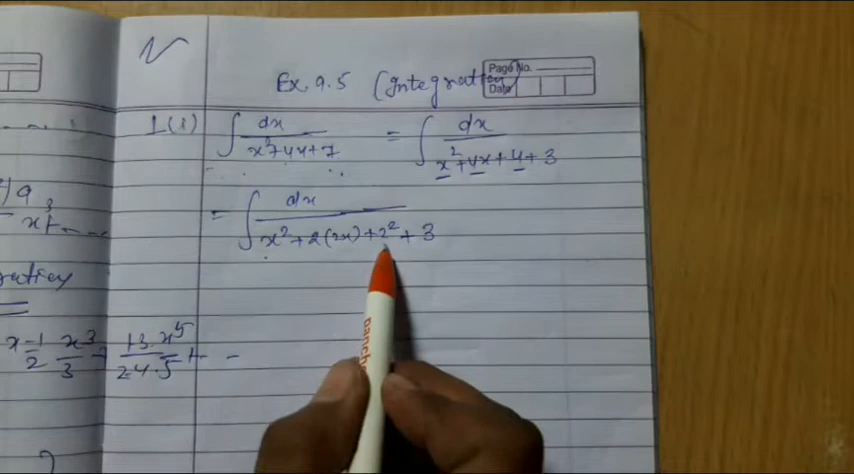 Ex. 9.5 (Integration)
Page No.
Date
1(i) ∫ dx / x²+4x+7 = ∫ dx / x²+4x+4+3
= ∫ dx / x²+2(2x)+2²+3
) 9
x+---
x - 1/2 x³/3 + 1·3·x⁵/2·4·5 + - -